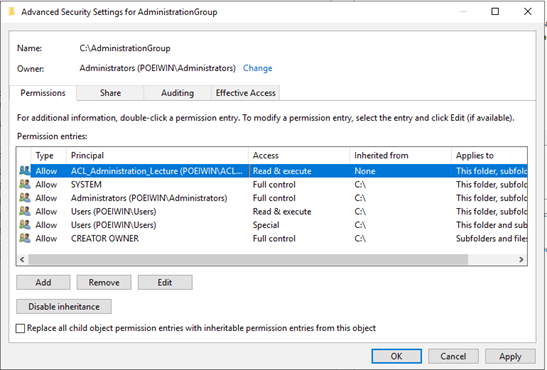 Advanced Security Settings for AdministrationGroup
Name: C:\AdministrationGroup
Owner: Administrators (POEIWIN\Administrators) Change
Permissions Share Auditing Effective Access
For additional information, double-click a permission entry. To modify a permission entry, select the entry and click Edit (if available).
Permission entries:
Type Principal Access Inherited from Applies to
Allow ACL_Administration_Lecture (POEIWIN\ACL... Read & execute None This folder, subfold
Allow SYSTEM Full control C:\ This folder, subfold
Allow Administrators (POEIWIN\Administrators) Full control C:\ This folder, subfold
Allow Users (POEIWIN\Users) Read & execute C:\ This folder, subfold
Allow Users (POEIWIN\Users) Special C:\ This folder and sub
Allow CREATOR OWNER Full control C:\ Subfolders and files
Add Remove Edit
Disable inheritance
Replace all child object permission entries with inheritable permission entries from this object
OK Cancel Apply